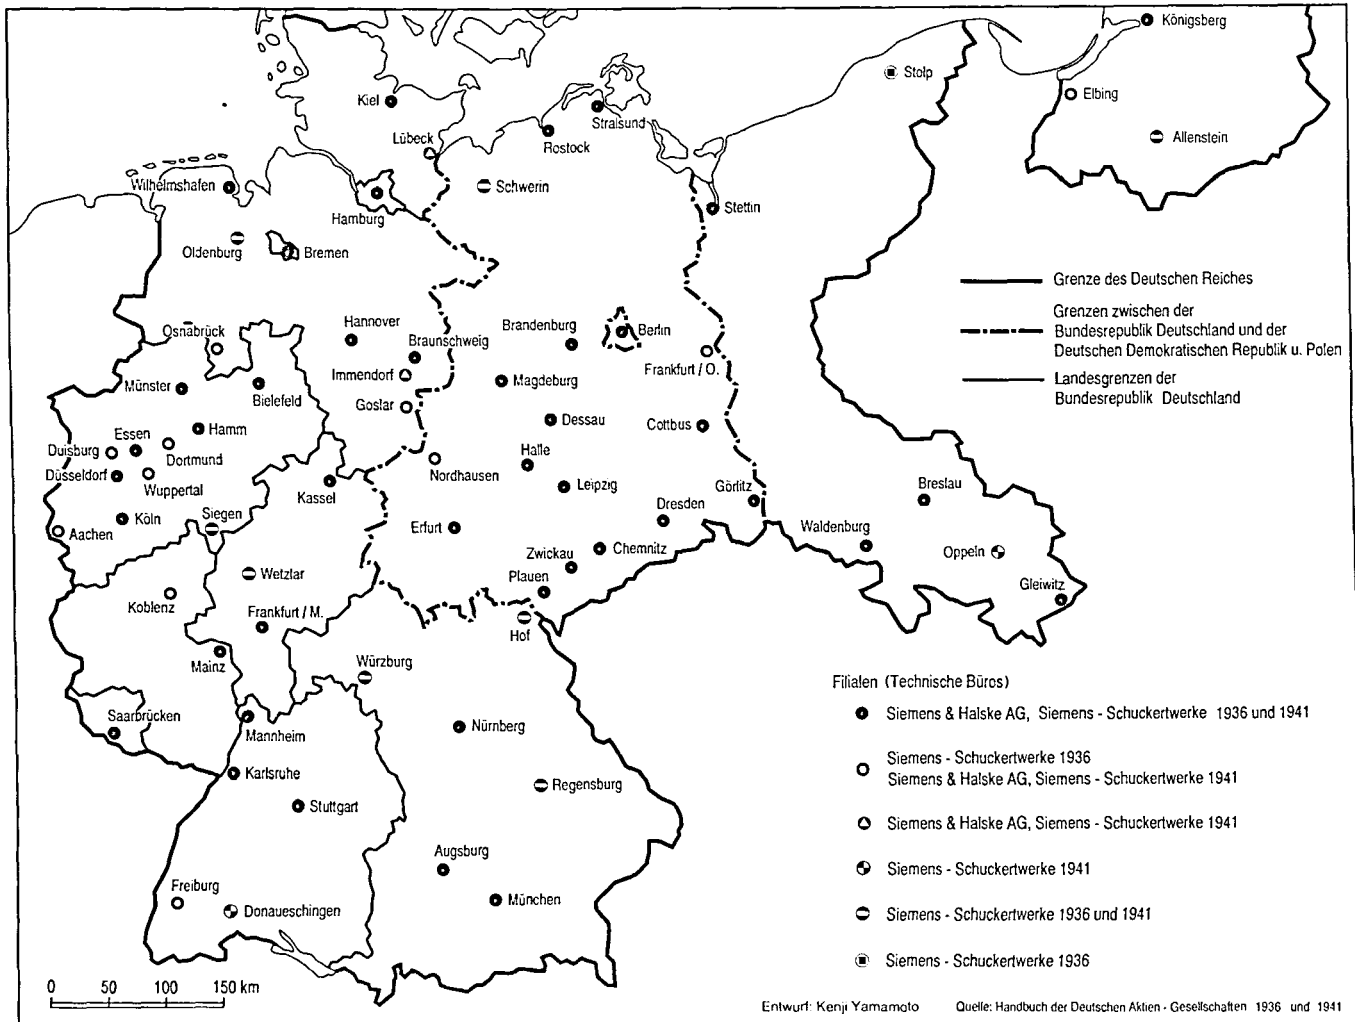 Königsberg
Stolp
Elbing
Kiel
Stralsund
Allenstein
Lübeck
Rostock
Wilhelmshafen
Schwerin
Hamburg
Stettin
Oldenburg
Bremen
Grenze des Deutschen Reiches
Grenzen zwischen der
Bundesrepublik Deutschland und der
Deutschen Demokratischen Republik u. Polen
Landesgrenzen der
Bundesrepublik Deutschland
Osnabrück
Hannover
Brandenburg
Berlin
Braunschweig
Immendorf
Frankfurt / O.
Münster
Magdeburg
Bielefeld
Goslar
Dessau
Cottbus
Essen
Hamm
Duisburg
Dortmund
Halle
Düsseldorf
Wuppertal
Nordhausen
Leipzig
Görlitz
Breslau
Kassel
Köln
Siegen
Dresden
Aachen
Erfurt
Waldenburg
Chemnitz
Oppeln
Zwickau
Wetzlar
Plauen
Gleiwitz
Koblenz
Frankfurt / M.
Hof
Mainz
Würzburg
Saarbrücken
Mannheim
Nürnberg
Karlsruhe
Regensburg
Stuttgart
Augsburg
Freiburg
München
Donaueschingen
Filialen (Technische Büros)
Siemens & Halske AG, Siemens - Schuckertwerke 1936 und 1941
Siemens - Schuckertwerke 1936
Siemens & Halske AG, Siemens - Schuckertwerke 1941
Siemens & Halske AG, Siemens - Schuckertwerke 1941
Siemens - Schuckertwerke 1941
Siemens - Schuckertwerke 1936 und 1941
Siemens - Schuckertwerke 1936
0 50 100 150 km
Entwurf: Kenji Yamamoto
Quelle: Handbuch der Deutschen Aktien - Gesellschaften 1936 und 1941